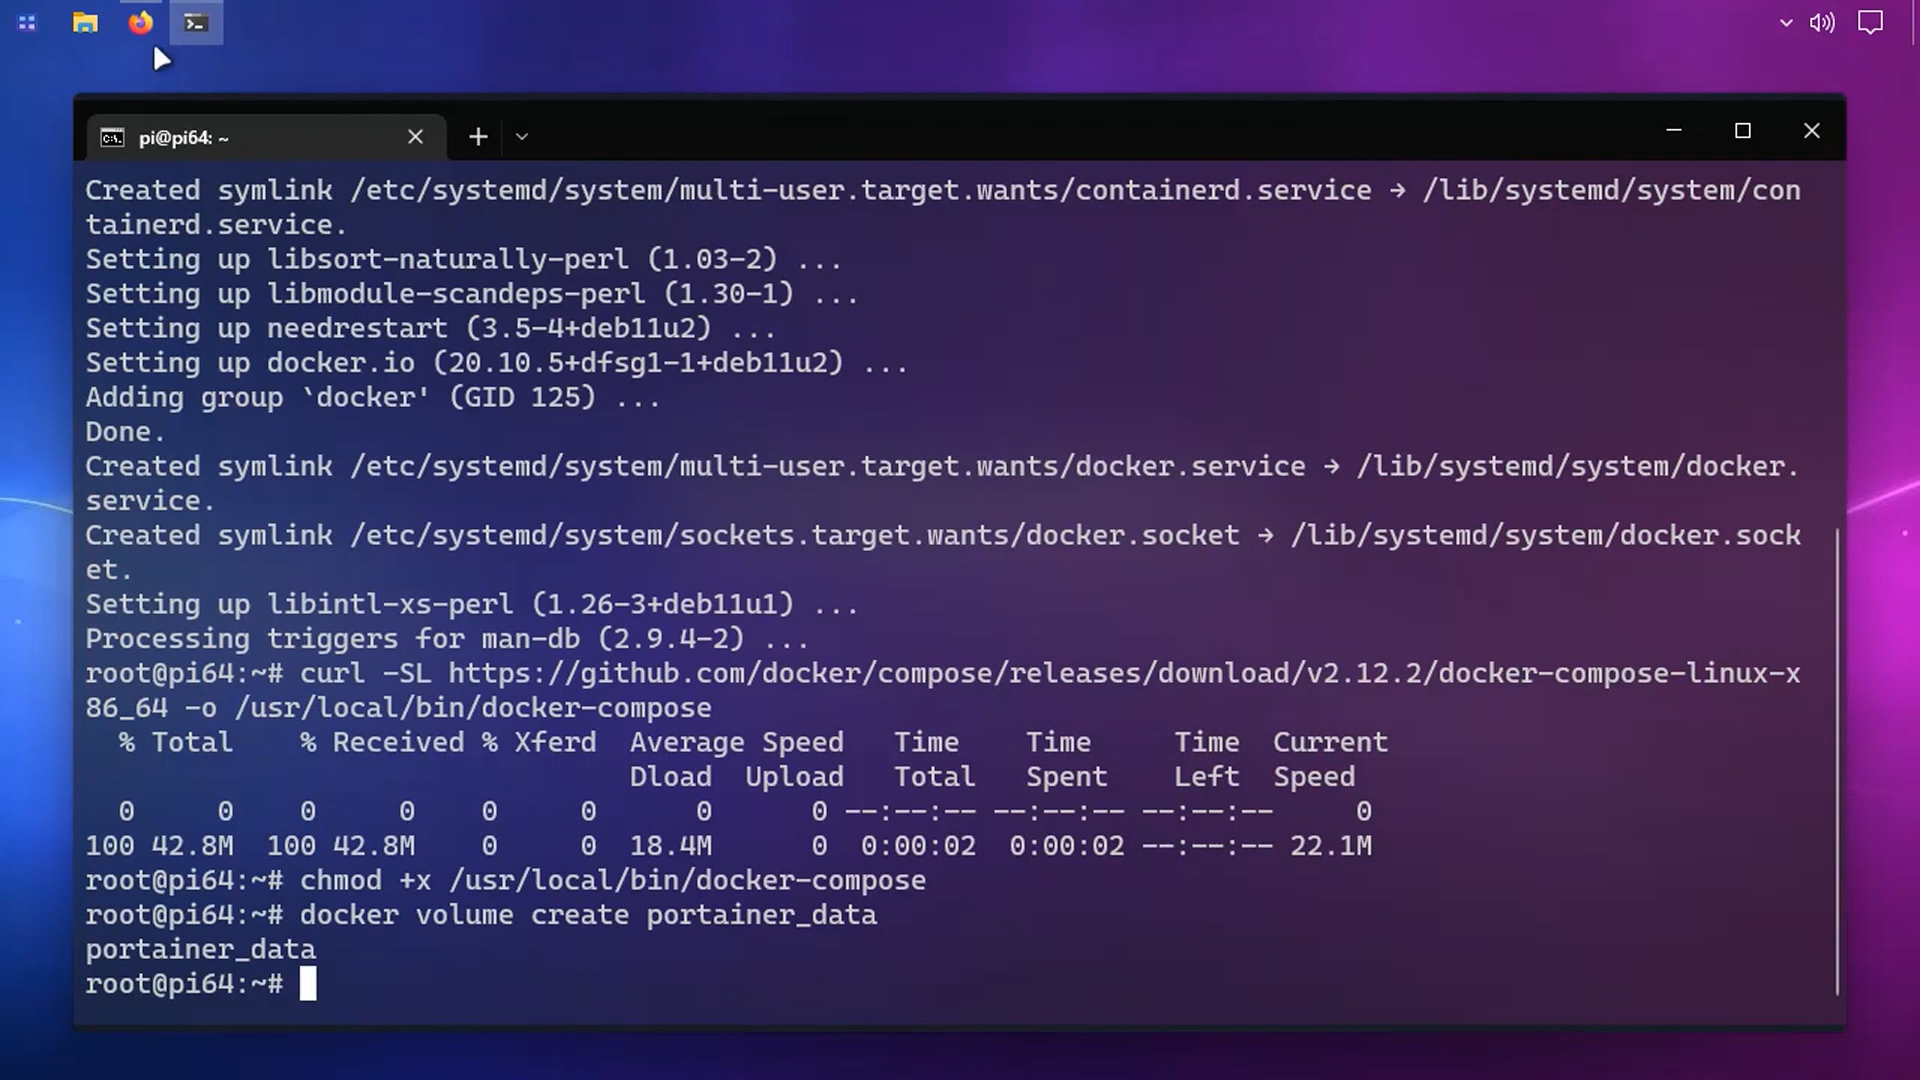 pi@pi64: ~
Created symlink /etc/systemd/system/multi-user.target.wants/containerd.service → /lib/systemd/system/con
tainerd.service.
Setting up libsort-naturally-perl (1.03-2) ...
Setting up libmodule-scandeps-perl (1.30-1) ...
Setting up needrestart (3.5-4+deb11u2) ...
Setting up docker.io (20.10.5+dfsg1-1+deb11u2) ...
Adding group `docker' (GID 125) ...
Done.
Created symlink /etc/systemd/system/multi-user.target.wants/docker.service → /lib/systemd/system/docker.
service.
Created symlink /etc/systemd/system/sockets.target.wants/docker.socket → /lib/systemd/system/docker.sock
et.
Setting up libintl-xs-perl (1.26-3+deb11u1) ...
Processing triggers for man-db (2.9.4-2) ...
root@pi64:~# curl -SL https://github.com/docker/compose/releases/download/v2.12.2/docker-compose-linux-x
86_64 -o /usr/local/bin/docker-compose
  % Total    % Received % Xferd  Average Speed   Time    Time     Time  Current
                                 Dload  Upload   Total   Spent    Left  Speed
  0     0    0     0    0     0      0      0 --:--:-- --:--:-- --:--:--     0
100 42.8M  100 42.8M    0     0  18.4M      0  0:00:02  0:00:02 --:--:-- 22.1M
root@pi64:~# chmod +x /usr/local/bin/docker-compose
root@pi64:~# docker volume create portainer_data
portainer_data
root@pi64:~#